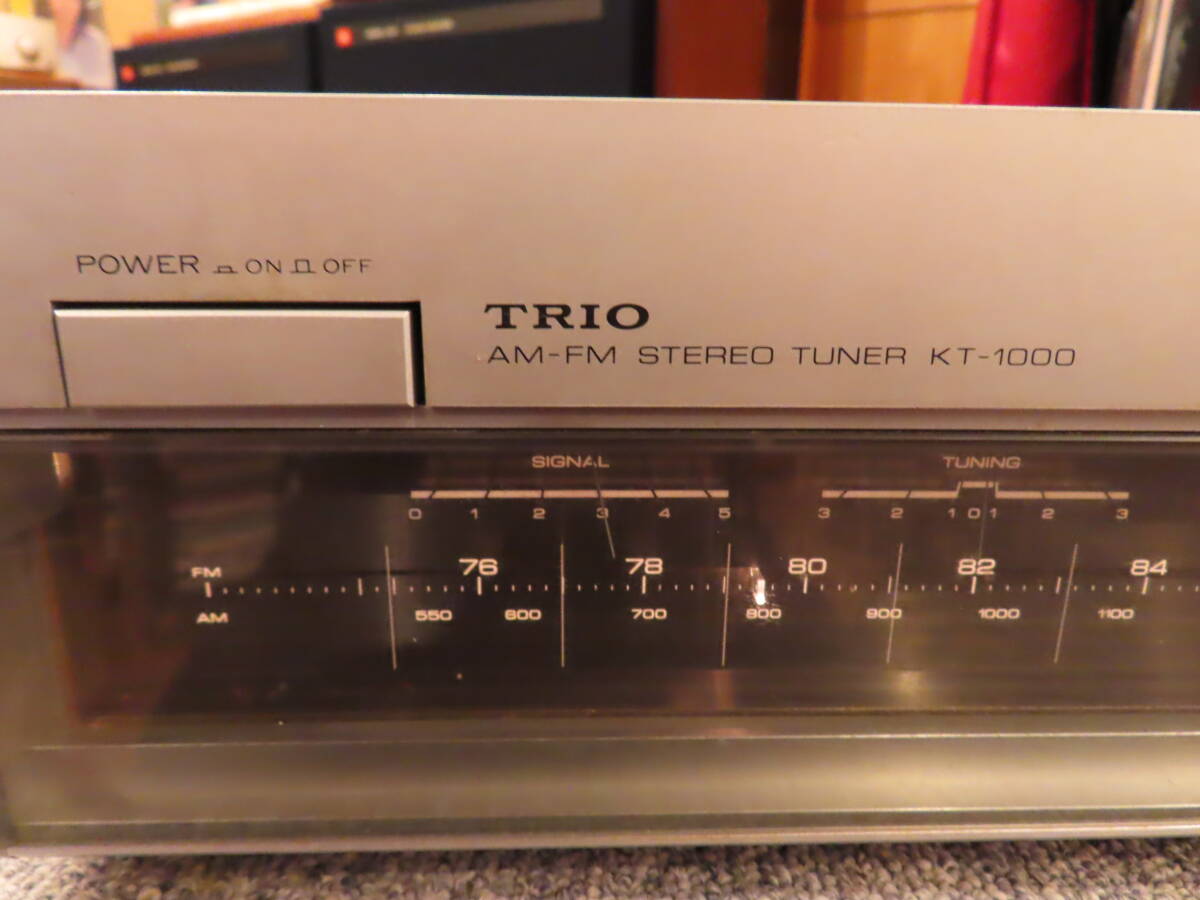 POWER ON OFF
TRIO
AM-FM STEREO TUNER KT-1000
SIGNAL TUNING
0 1 2 3 4 5 3 2 1 0 1 2 3
FM 76 78 80 82 84
AM 550 600 700 800 900 1000 1100